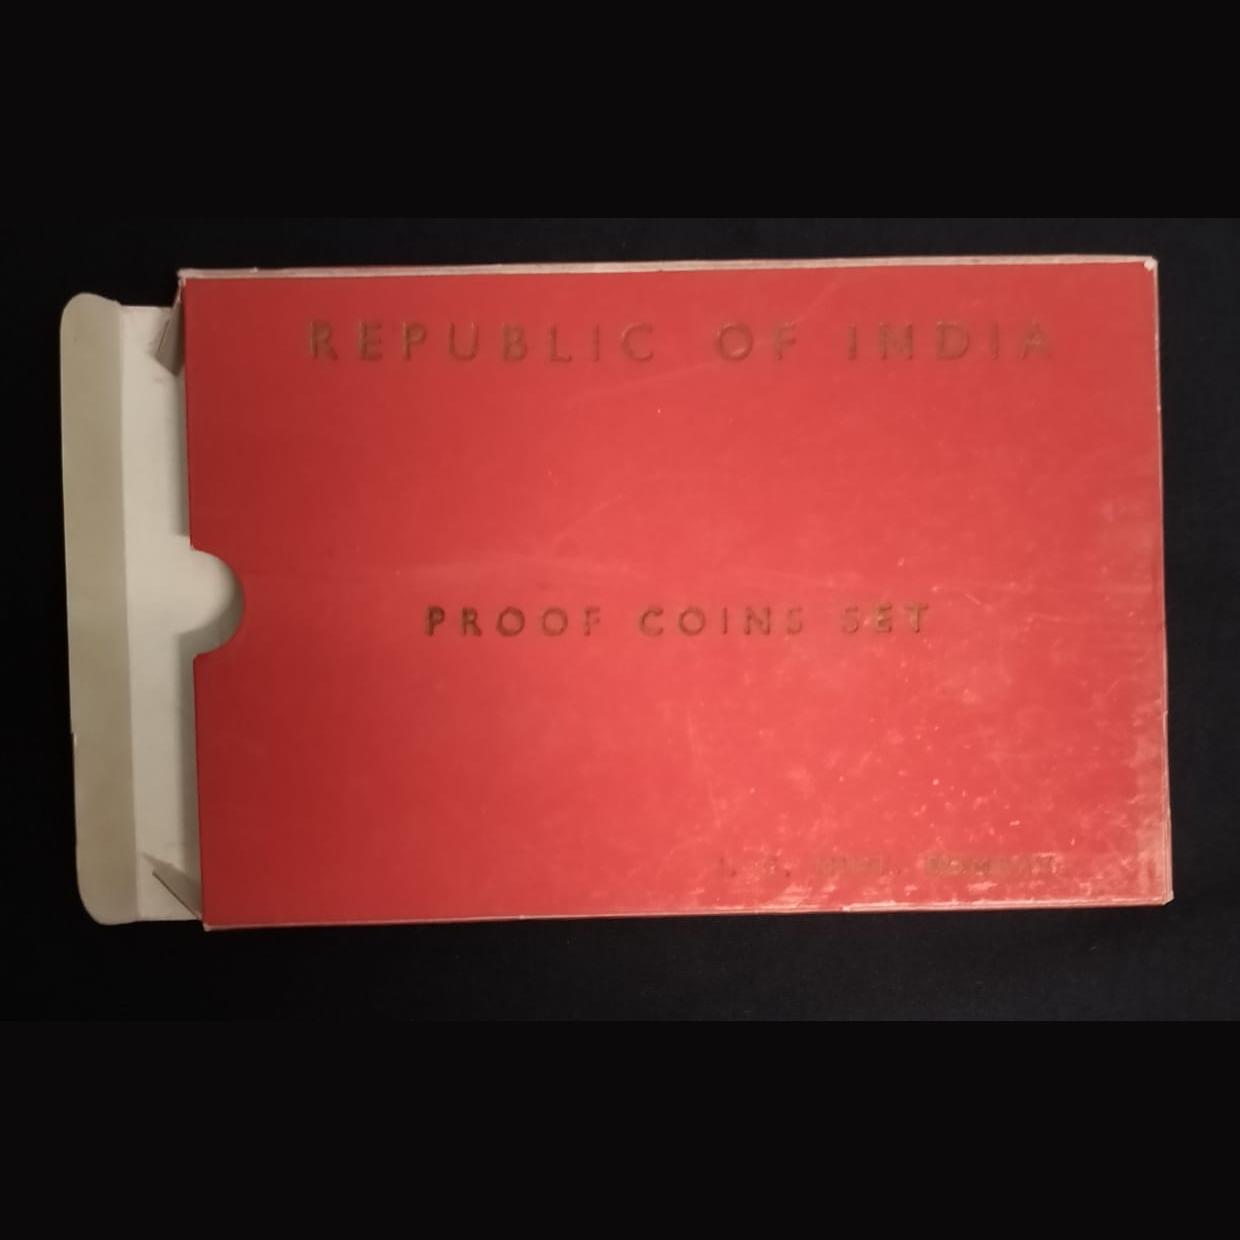 REPUBLIC OF INDIA
PROOF COINS SET